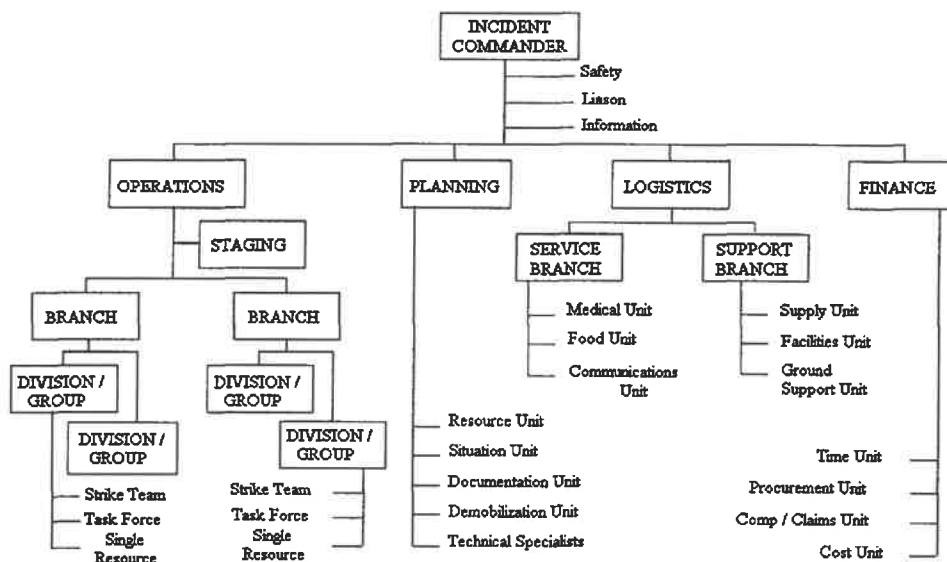 INCIDENT
COMMANDER
Safety
Liason
Information
OPERATIONS
PLANNING
LOGISTICS
FINANCE
STAGING
SERVICE
BRANCH
SUPPORT
BRANCH
BRANCH
BRANCH
Medical Unit
Food Unit
Communications
Unit
Supply Unit
Facilities Unit
Ground
Support Unit
DIVISION /
GROUP
DIVISION /
GROUP
DIVISION /
GROUP
DIVISION /
GROUP
Strike Team
Task Force
Single
Resource
Strike Team
Task Force
Single
Resource
Resource Unit
Situation Unit
Documentation Unit
Demobilization Unit
Technical Specialists
Time Unit
Procurement Unit
Comp / Claims Unit
Cost Unit